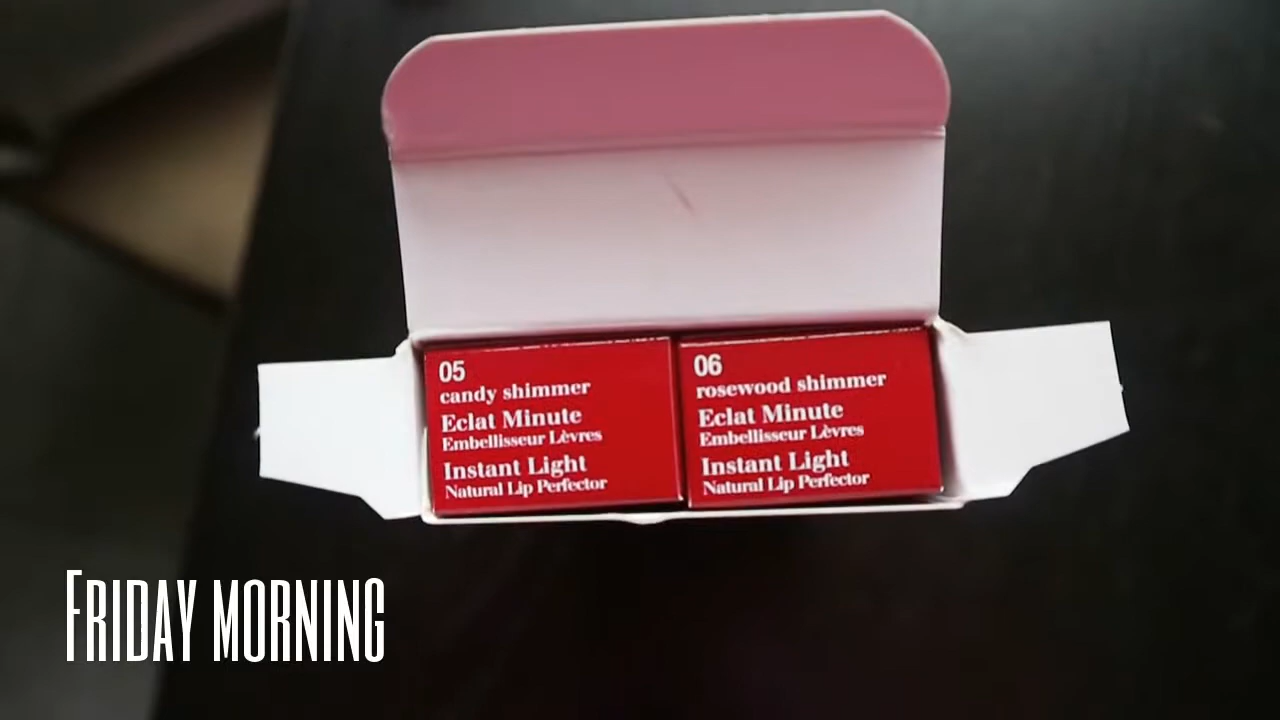 05
candy shimmer
Eclat Minute
Embellisseur Lèvres
Instant Light
Natural Lip Perfector
06
rosewood shimmer
Eclat Minute
Embellisseur Lèvres
Instant Light
Natural Lip Perfector
FRIDAY MORNING